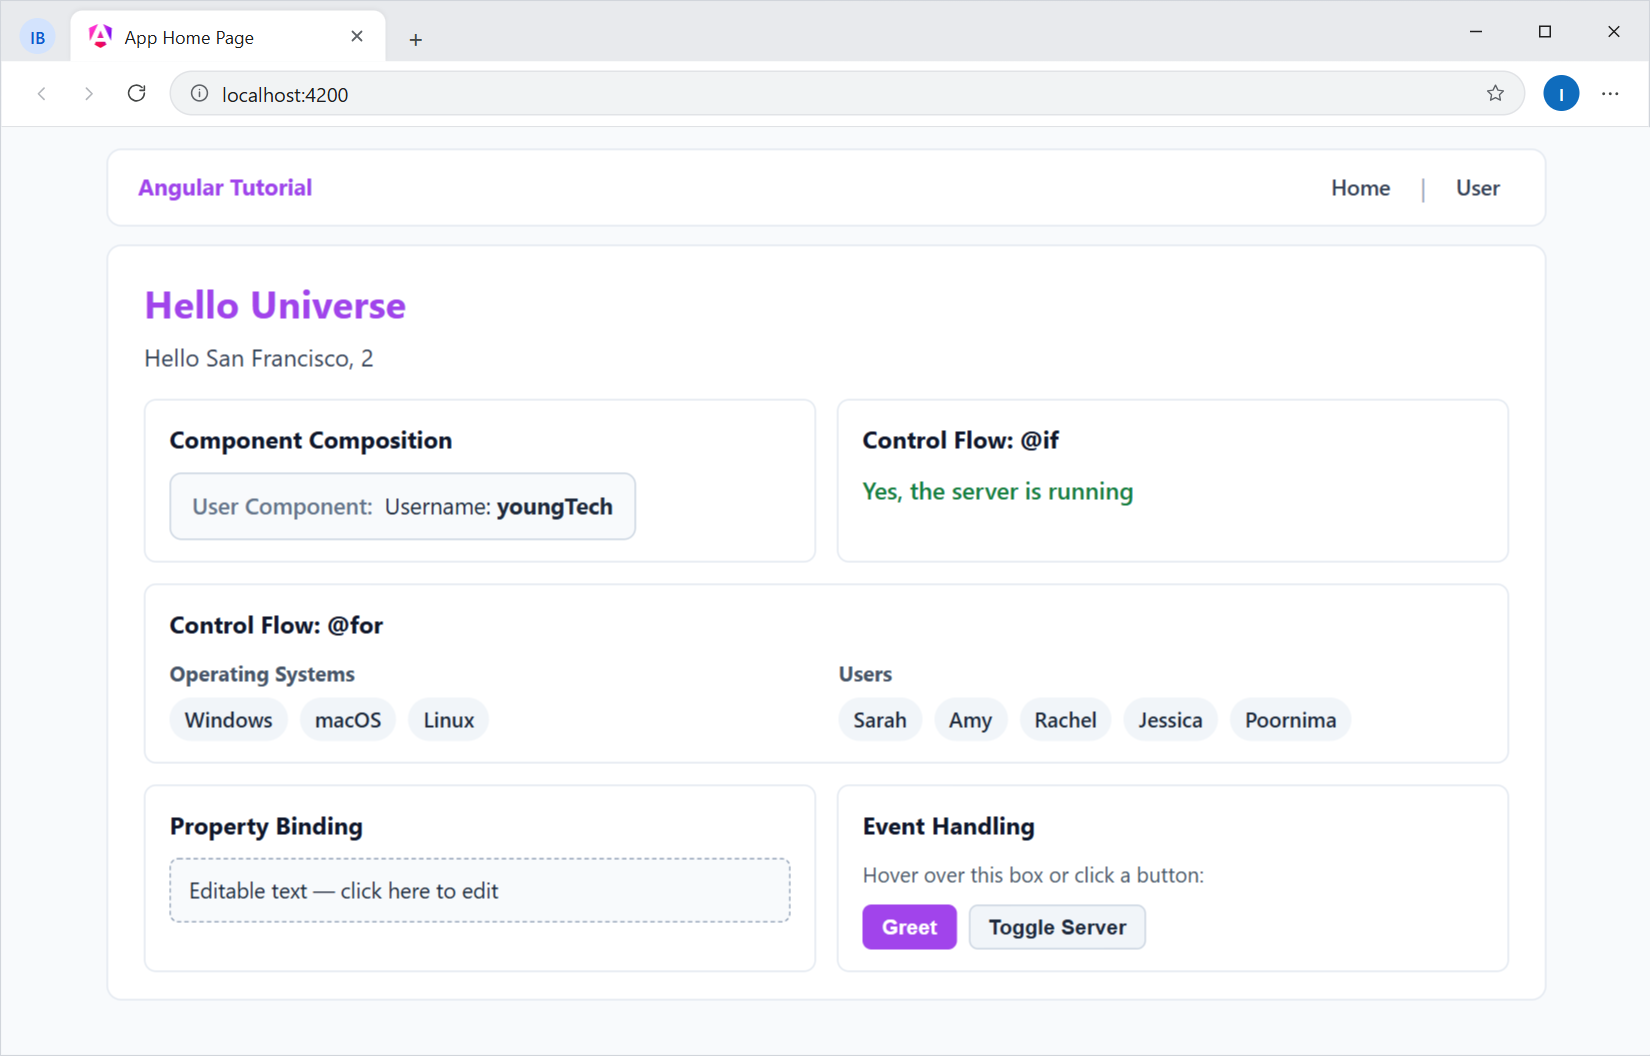 IB
App Home Page
localhost:4200
I
Angular Tutorial
Home | User
Hello Universe
Hello San Francisco, 2
Component Composition
User Component: Username: youngTech
Control Flow: @if
Yes, the server is running
Control Flow: @for
Operating Systems
Windows macOS Linux
Users
Sarah Amy Rachel Jessica Poornima
Property Binding
Editable text — click here to edit
Event Handling
Hover over this box or click a button:
Greet Toggle Server